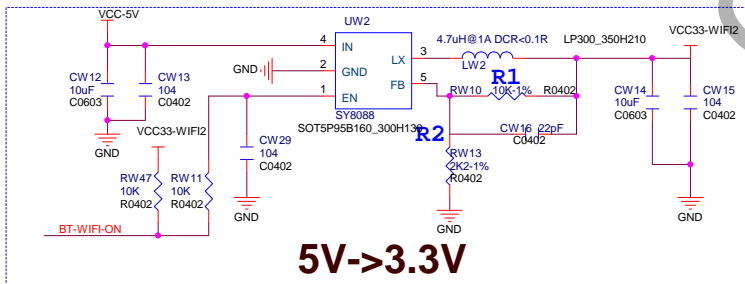 VCC-5V
UW2
4.7uH@1A DCR<0.1R
LP300_350H210
VCC33-WIFI2
4
IN
LX
3
LW2
GND
2
GND
FB
5
CW12
10uF
C0603
CW13
104
C0402
1
EN
RW10
10K-1%
R1
R0402
CW14
10uF
C0603
CW15
104
C0402
SY8088
SOT5P95B160_300H130
GND
VCC33-WIFI2
CW29
104
C0402
R2
CW16
22pF
C0402
RW13
2K2-1%
R0402
RW47
10K
R0402
RW11
10K
R0402
GND
GND
GND
GND
BT-WIFI-ON
5V->3.3V